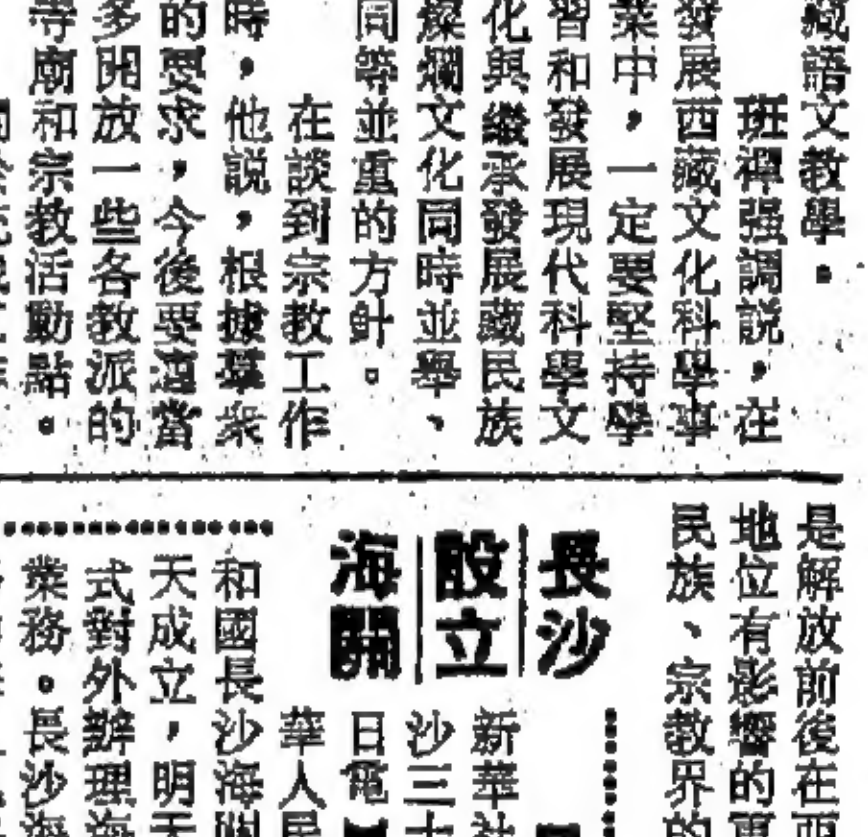 藏語文教學。
班禪强調説，在
發展西藏文化科學事
業中，一定要堅持學
習和發展現代科學文
化與繼承發展藏民族
燦爛文化同時並舉、
同等並重的方針。
在談到宗教工作
時，他説，根據羣衆
的要求，今後要適當
多開放一些各教派的
寺廟和宗教活動點。
是解放前後在西
地位有影響的
民族、宗教界的
長沙
設立
海關
新華社
沙三十
日電
華人民
和國長沙海關
天成立，明天
式對外辦理海
業務。長沙海